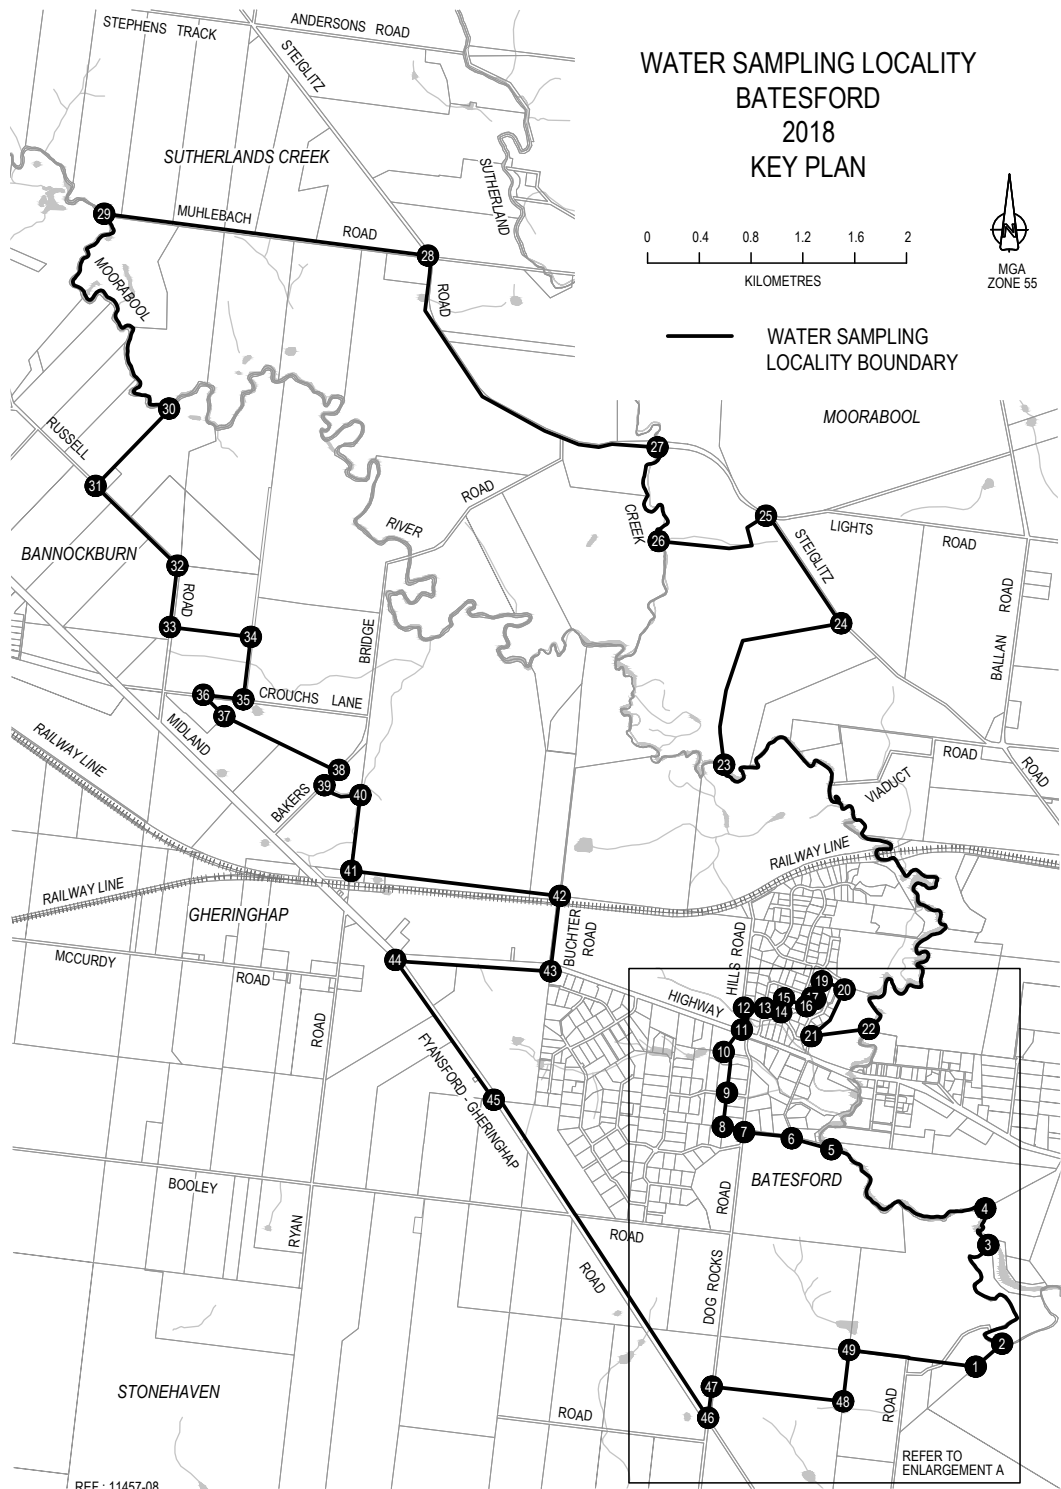 STEPHENS TRACK
ANDERSONS ROAD
STEIGLITZ
WATER SAMPLING LOCALITY
BATESFORD
2018
KEY PLAN
SUTHERLANDS CREEK
SUTHERLAND
0 0.4 0.8 1.2 1.6 2
KILOMETRES
N
MGA
ZONE 55
29
MUHLEBACH
ROAD
28
MOORABOOL
ROAD
WATER SAMPLING
LOCALITY BOUNDARY
30
MOORABOOL
RUSSELL
27
31
ROAD
CREEK
25
RIVER
LIGHTS
ROAD
26
STEIGLITZ
BANNOCKBURN
32
ROAD
ROAD
33
34
24
BRIDGE
BALLAN
36
35
CROUCHS LANE
37
MIDLAND
RAILWAY LINE
ROAD
ROAD
23
38
39
40
BAKERS
VIADUCT
RAILWAY LINE
41
RAILWAY LINE
42
GHERINGHAP
BUCHTER
ROAD
HILLS ROAD
MCCURDY
ROAD
44
43
HIGHWAY
19
20
15
17
12
13
14
16
11
21
22
ROAD
10
FYANSFORD - GHERINGHAP
45
9
8
7
6
5
BATESFORD
BOOLEY
ROAD
4
RYAN
ROAD
3
ROAD
DOG ROCKS
2
49
1
47
48
STONEHAVEN
ROAD
46
ROAD
REFER TO
ENLARGEMENT A
REF : 11457-08